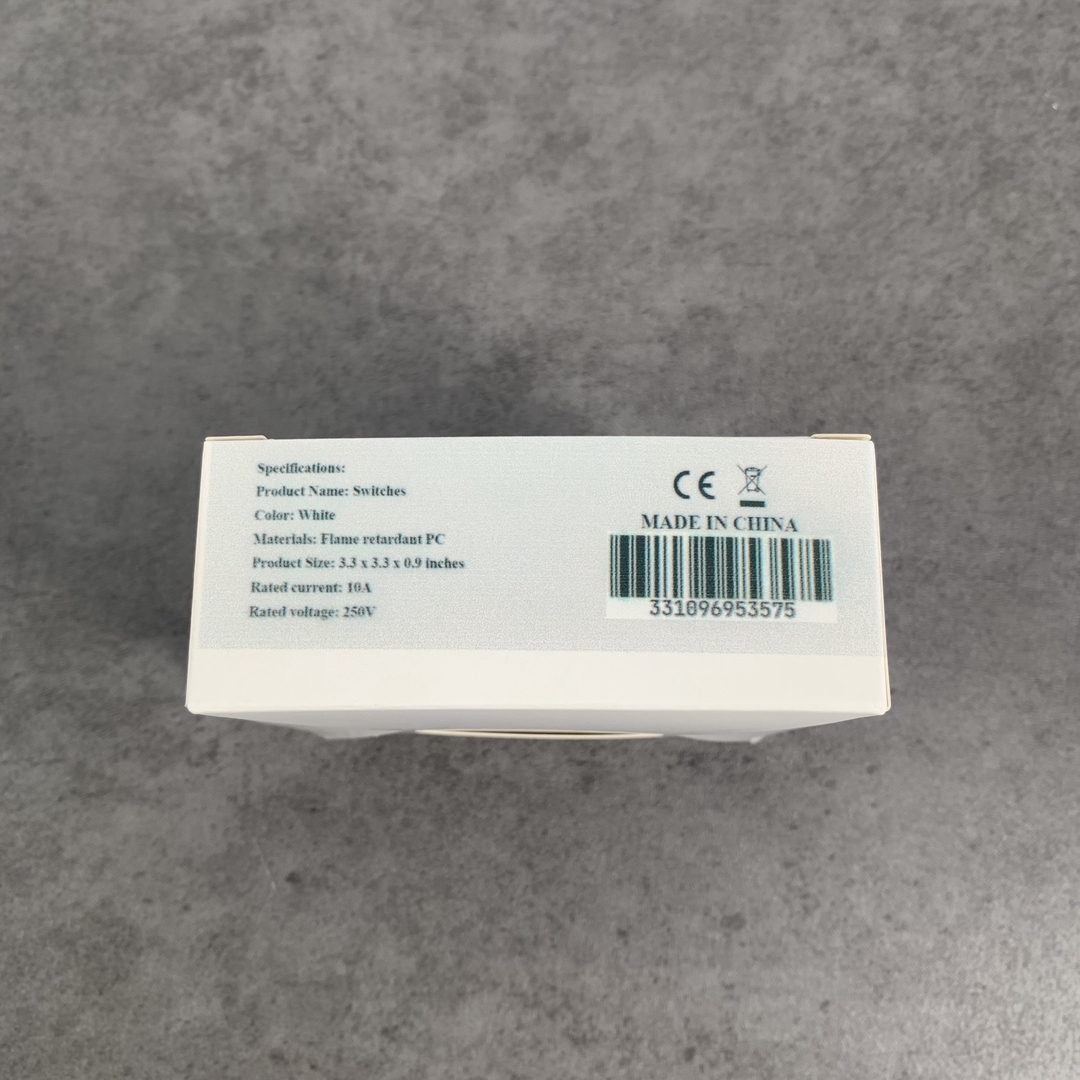 Specifications:
Product Name: Switches
Color: White
Materials: Flame retardant PC
Product Size: 3.3 x 3.3 x 0.9 inches
Rated current: 10A
Rated voltage: 250V
CE
MADE IN CHINA
331096953575